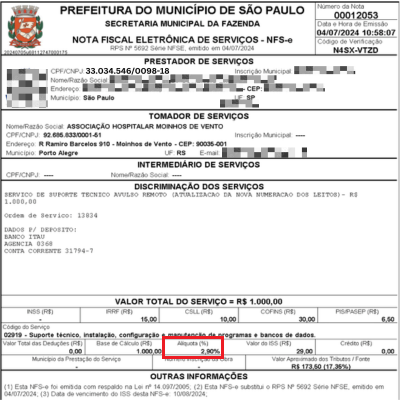 PREFEITURA DO MUNICÍPIO DE SÃO PAULO
SECRETARIA MUNICIPAL DA FAZENDA
NOTA FISCAL ELETRÔNICA DE SERVIÇOS - NFS-e
RPS Nº 5692 Série NFSE, emitido em 04/07/2024
Número da Nota
00012053
Data e Hora de Emissão
04/07/2024 10:58:07
Código de Verificação
N4SX-VTZD
PRESTADOR DE SERVIÇOS
CPF/CNPJ: 33.034.546/0098-18
Inscrição Municipal:
Nome/Razão Social:
Endereço:
CEP:
Município: São Paulo
UF: SP
TOMADOR DE SERVIÇOS
Nome/Razão Social: ASSOCIAÇÃO HOSPITALAR MOINHOS DE VENTO
CPF/CNPJ: 92.685.833/0001-51
Inscrição Municipal: ----
Endereço: R Ramiro Barcelos 910 - Moinhos de Vento - CEP: 90035-001
Município: Porto Alegre
UF: RS
E-mail:
INTERMEDIÁRIO DE SERVIÇOS
CPF/CNPJ: ----
Nome/Razão Social: ----
DISCRIMINAÇÃO DOS SERVIÇOS
SERVICO DE SUPORTE TECNICO AVULSO REMOTO (ATUALIZACAO DA NOVA NUMERACAO DOS LEITOS)- R$
1.000,00
Ordem de Servico: 12834
DADOS P/ DEPOSITO:
BANCO ITAU
AGENCIA 8368
CONTA CORRENTE 31794-7
VALOR TOTAL DO SERVIÇO = R$ 1.000,00
INSS (R$) IRRF (R$) CSLL (R$) COFINS (R$) PIS/PASEP (R$)
- 15,00 10,00 30,00 6,50
Código do Serviço
02919 - Suporte técnico, instalação, configuração e manutenção de programas e bancos de dados.
Valor Total das Deduções (R$) Base de Cálculo (R$) Alíquota (%) Valor do ISS (R$) Crédito (R$)
0,00 1.000,00 2,90% 29,00 0,00
Município da Prestação do Serviço Número Inscrição da Obra Valor Aproximado dos Tributos / Fonte
- - R$ 173,50 (17,35%)
OUTRAS INFORMAÇÕES
(1) Esta NFS-e foi emitida com respaldo na Lei nº 14.097/2005; (2) Esta NFS-e substitui o RPS Nº 5692 Série NFSE, emitido em
04/07/2024; (3) Data de vencimento do ISS desta NFS-e: 10/08/2024;